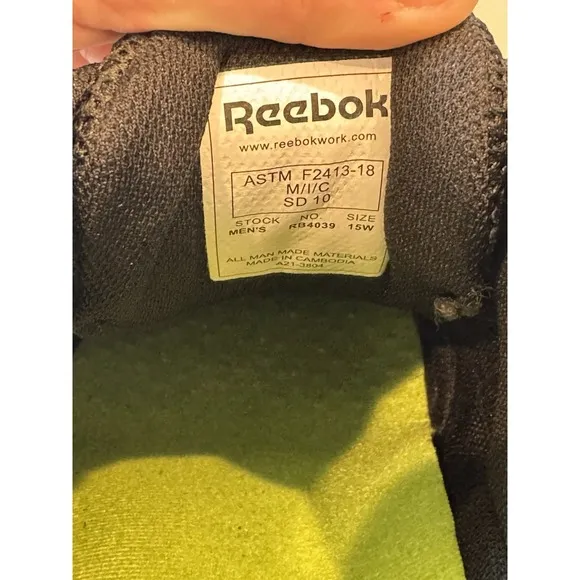 Reebok
www.reebokwork.com
ASTM F2413-18
M/I/C
SD 10
STOCK NO. SIZE
MEN'S RB4039 15W
ALL MAN MADE MATERIALS
MADE IN CAMBODIA
A21-3804